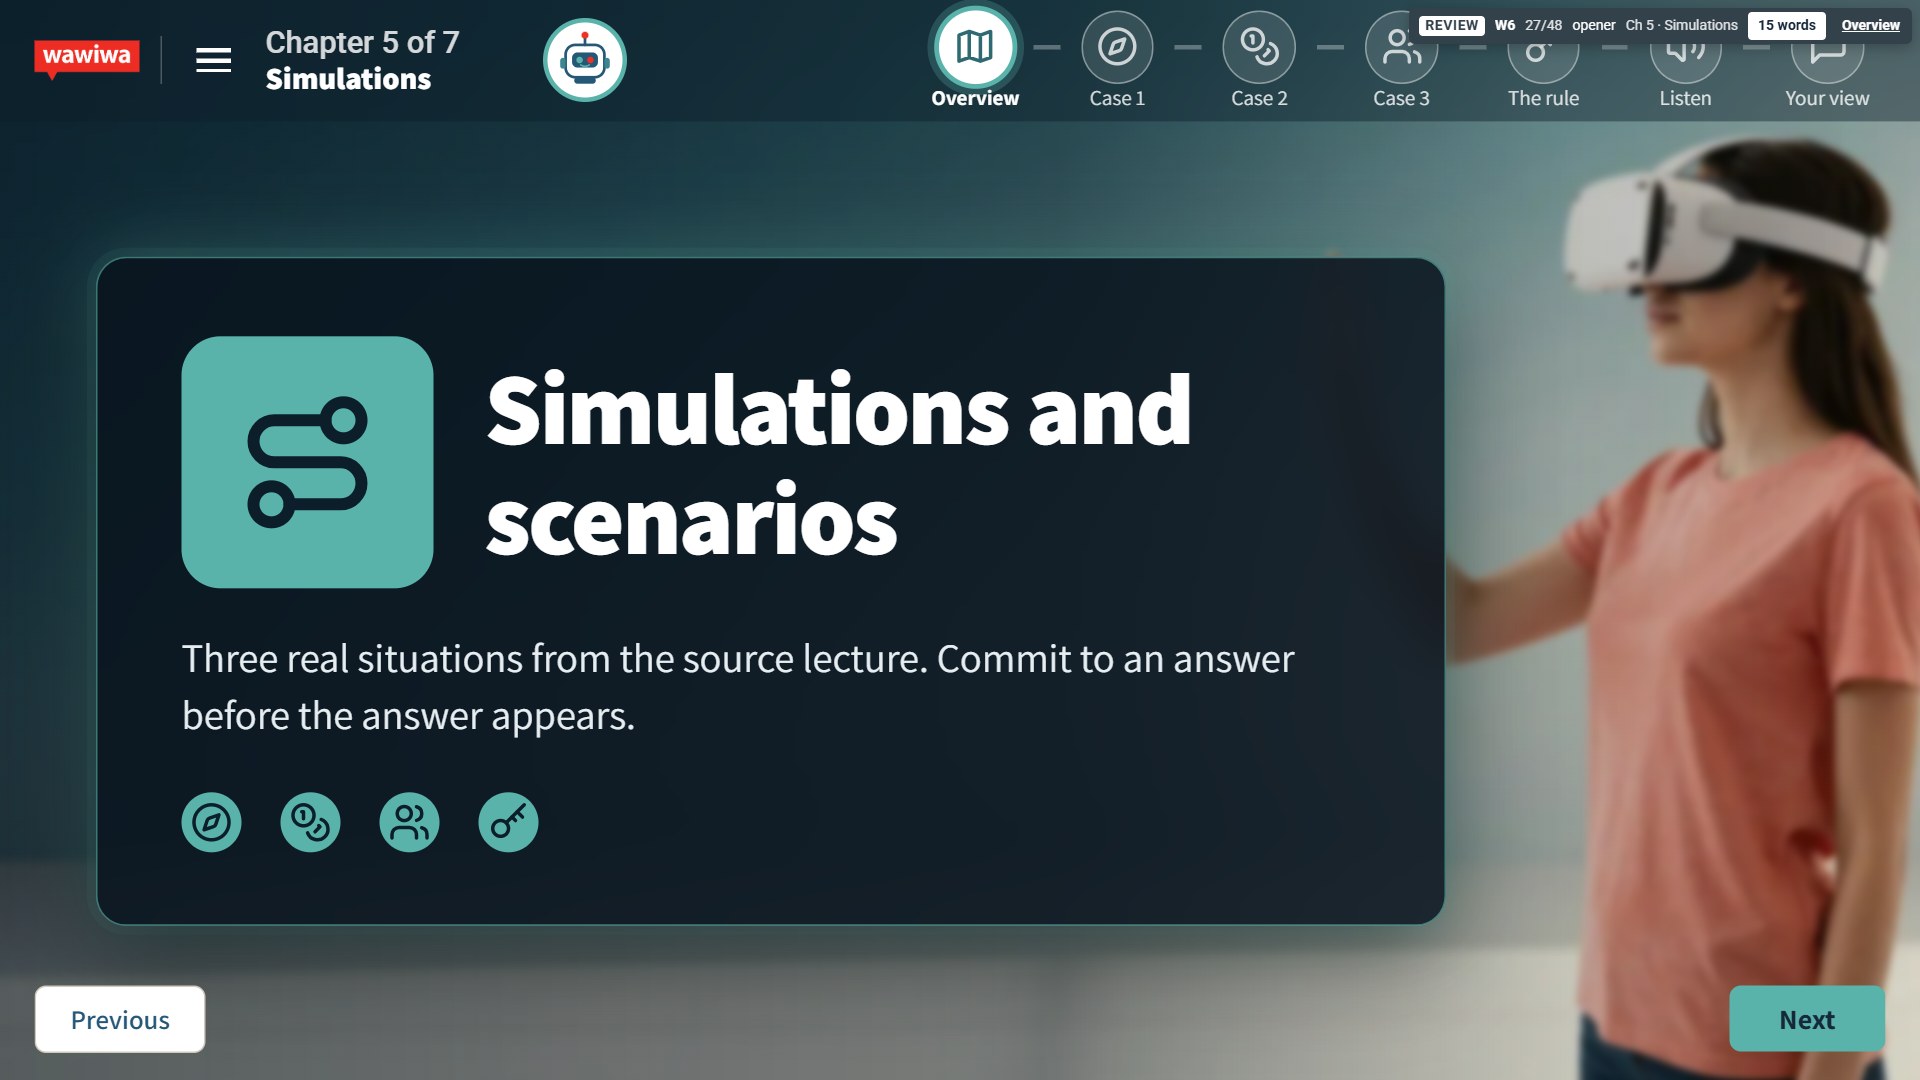 wawiwa
Chapter 5 of 7
Simulations
REVIEW W6 27/48 opener Ch 5 · Simulations 15 words Overview
Overview
Case 1
Case 2
Case 3
The rule
Listen
Your view
Simulations and
scenarios
Three real situations from the source lecture. Commit to an answer
before the answer appears.
Previous
Next